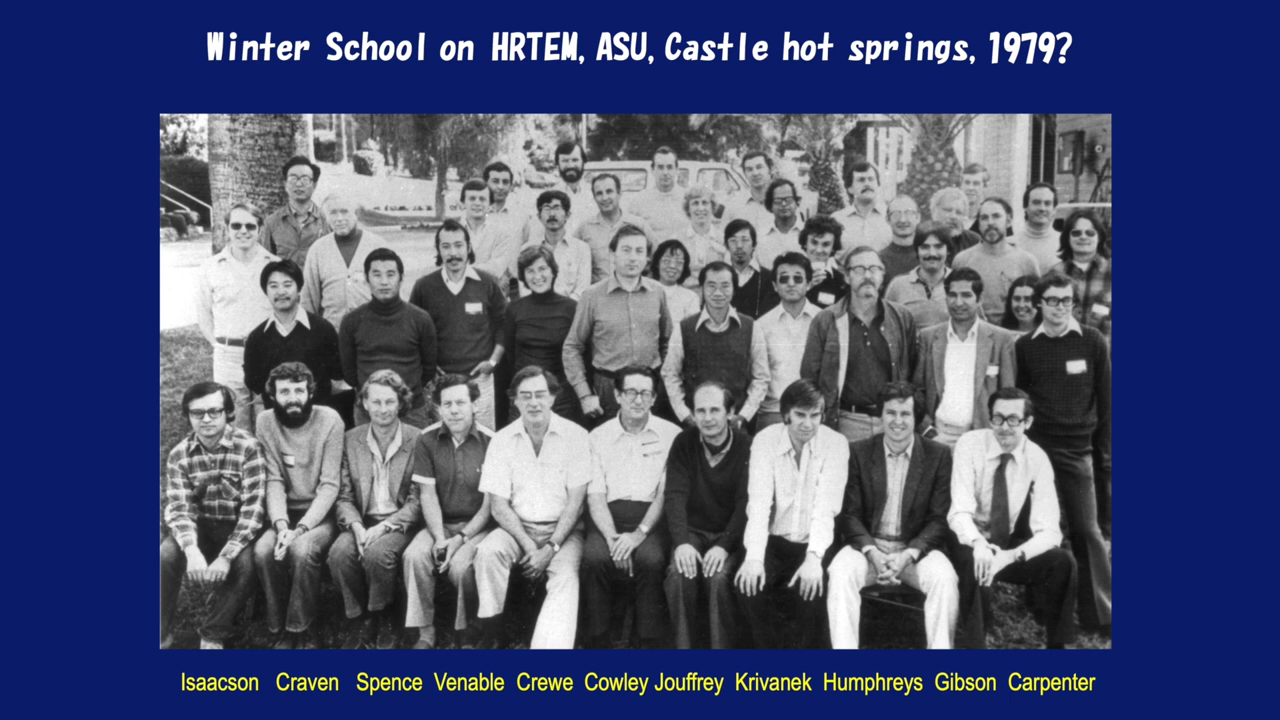 Winter School on HRTEM, ASU, Castle hot springs, 1979?
Isaacson Craven Spence Venable Crewe Cowley Jouffrey Krivanek Humphreys Gibson Carpenter